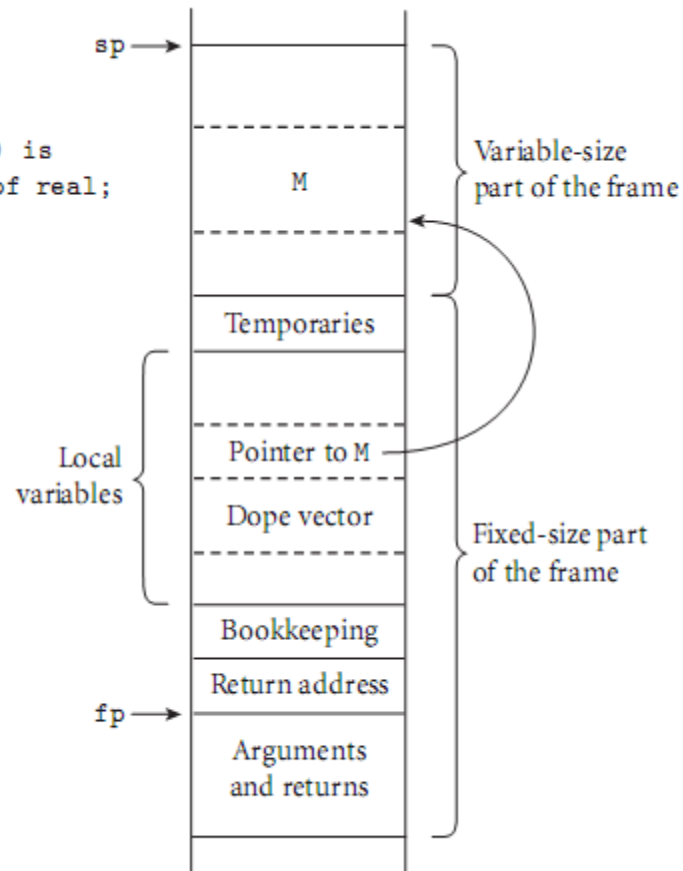 sp
) is
of real;
M
Variable-size
part of the frame
Temporaries
Local
variables
Pointer to M
Dope vector
Fixed-size part
of the frame
Bookkeeping
Return address
fp
Arguments
and returns